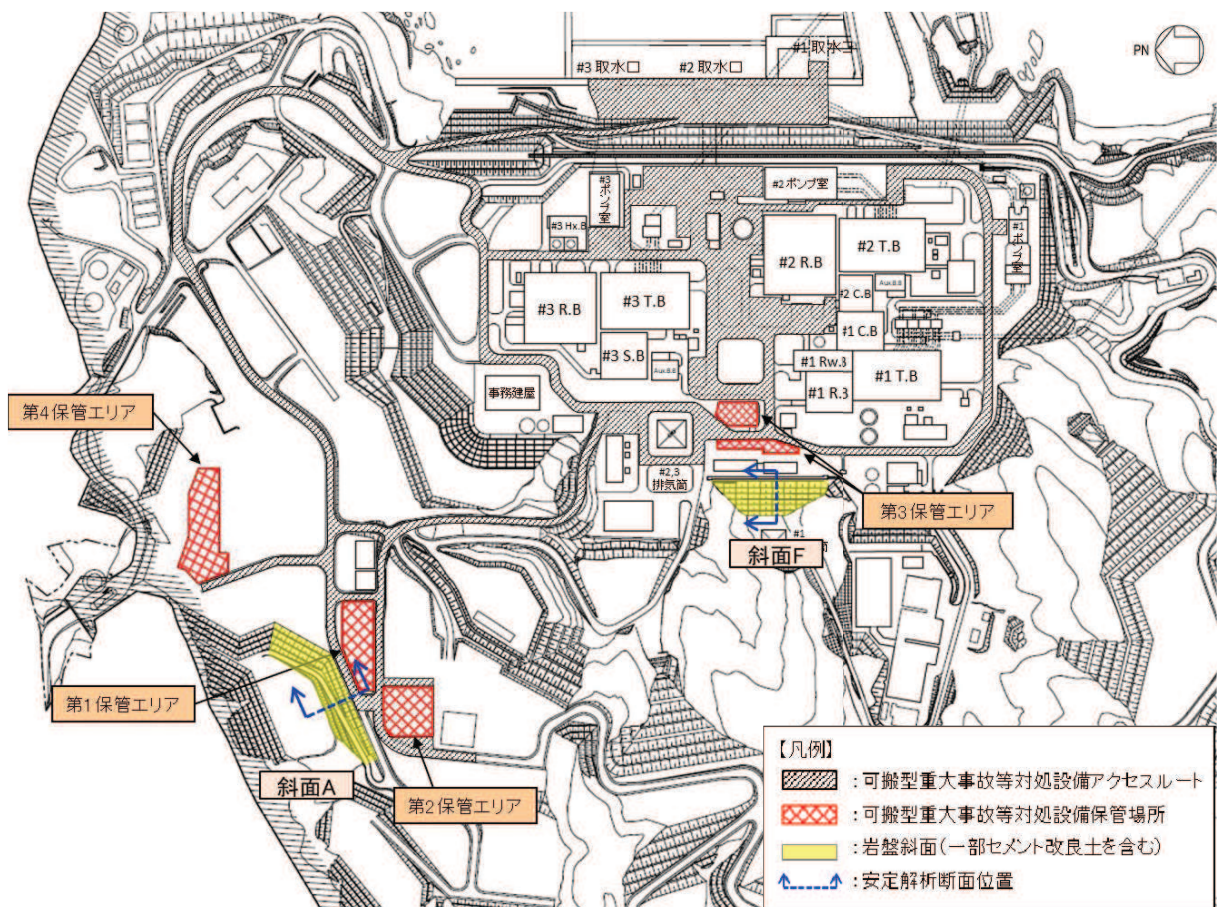 #1 取水口
#3 取水口
#2 取水口
PN
#3
ポンプ
室
#2 ポンプ室
#3 Hx.B
#1
ポンプ
室
#2 R.B
#2 T.B
#3 R.B
#3 T.B
#2 C.B
Aux.B.B
#1 C.B
#3 S.B
Aux.B.B
#1 Rw.B
#1 R.B
#1 T.B
事務建屋
第4保管エリア
#2,3
排気筒
第3保管エリア
#1
筒
斜面F
第1保管エリア
斜面A
第2保管エリア
【凡例】
:可搬型重大事故等対処設備アクセスルート
:可搬型重大事故等対処設備保管場所
:岩盤斜面(一部セメント改良土を含む)
:安定解析断面位置